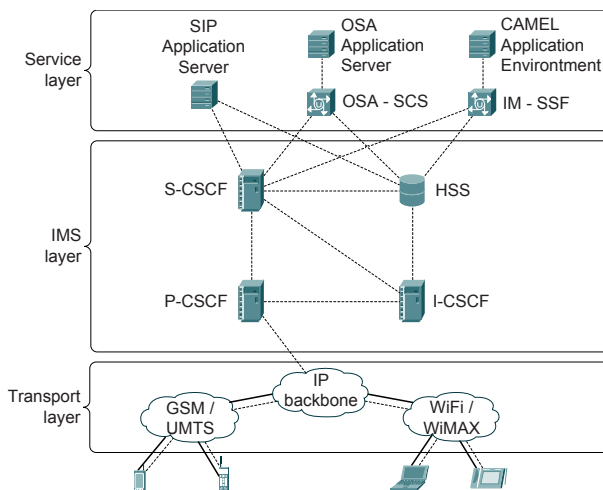 SIP
Application
Server
OSA
Application
Server
CAMEL
Application
Environtment
Service
layer
OSA - SCS
IM - SSF
S-CSCF
HSS
IMS
layer
P-CSCF
I-CSCF
IP
backbone
Transport
layer
GSM /
UMTS
WiFi /
WiMAX